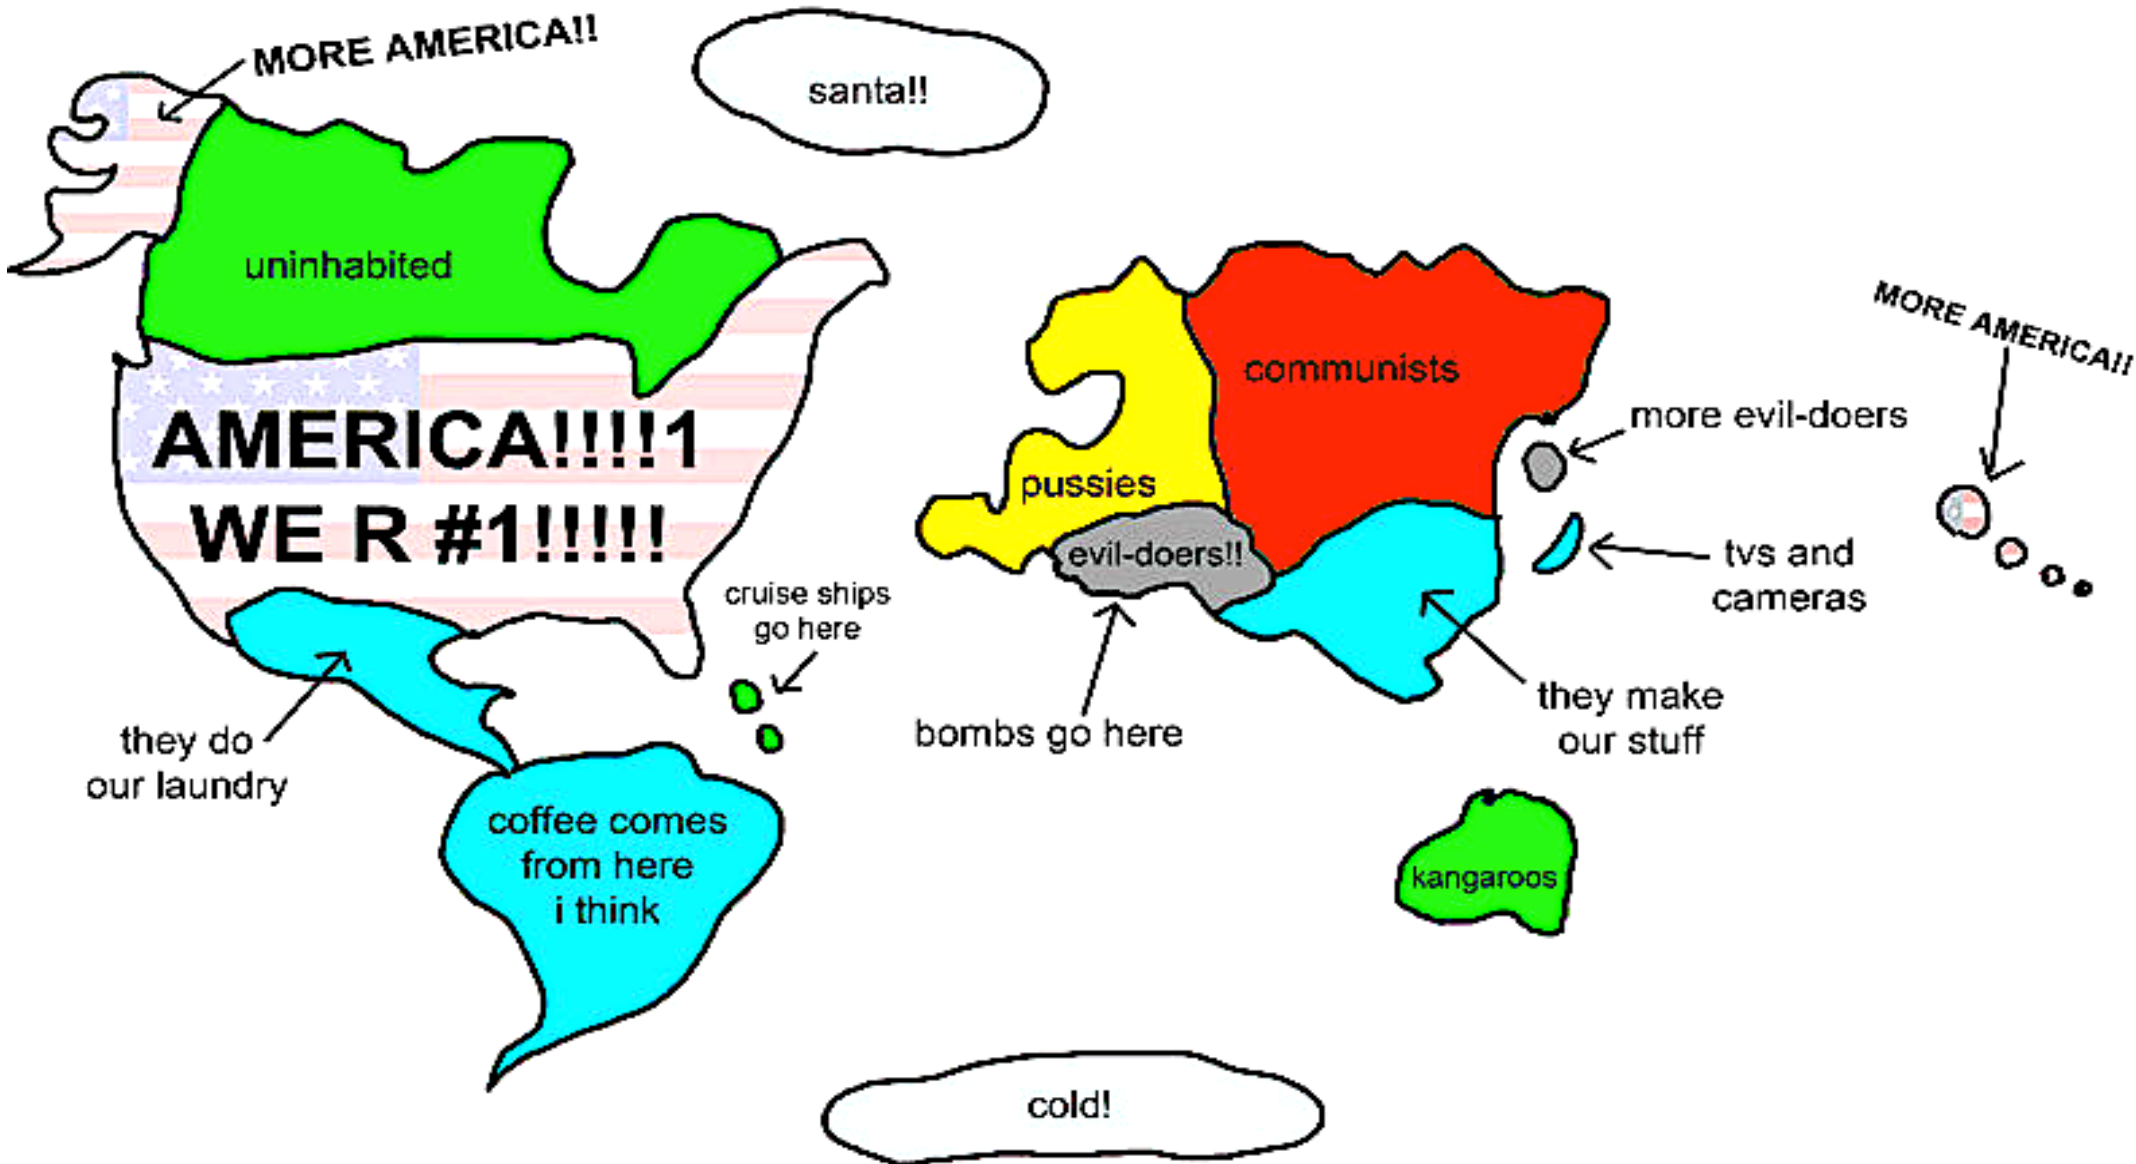 MORE AMERICA!!
santa!!
uninhabited
AMERICA!!!!1
WE R #1!!!!!
cruise ships
go here
they do
our laundry
coffee comes
from here
i think
pussies
communists
evil-doers!!
bombs go here
more evil-doers
tvs and
cameras
they make
our stuff
MORE AMERICA!!
kangaroos
cold!